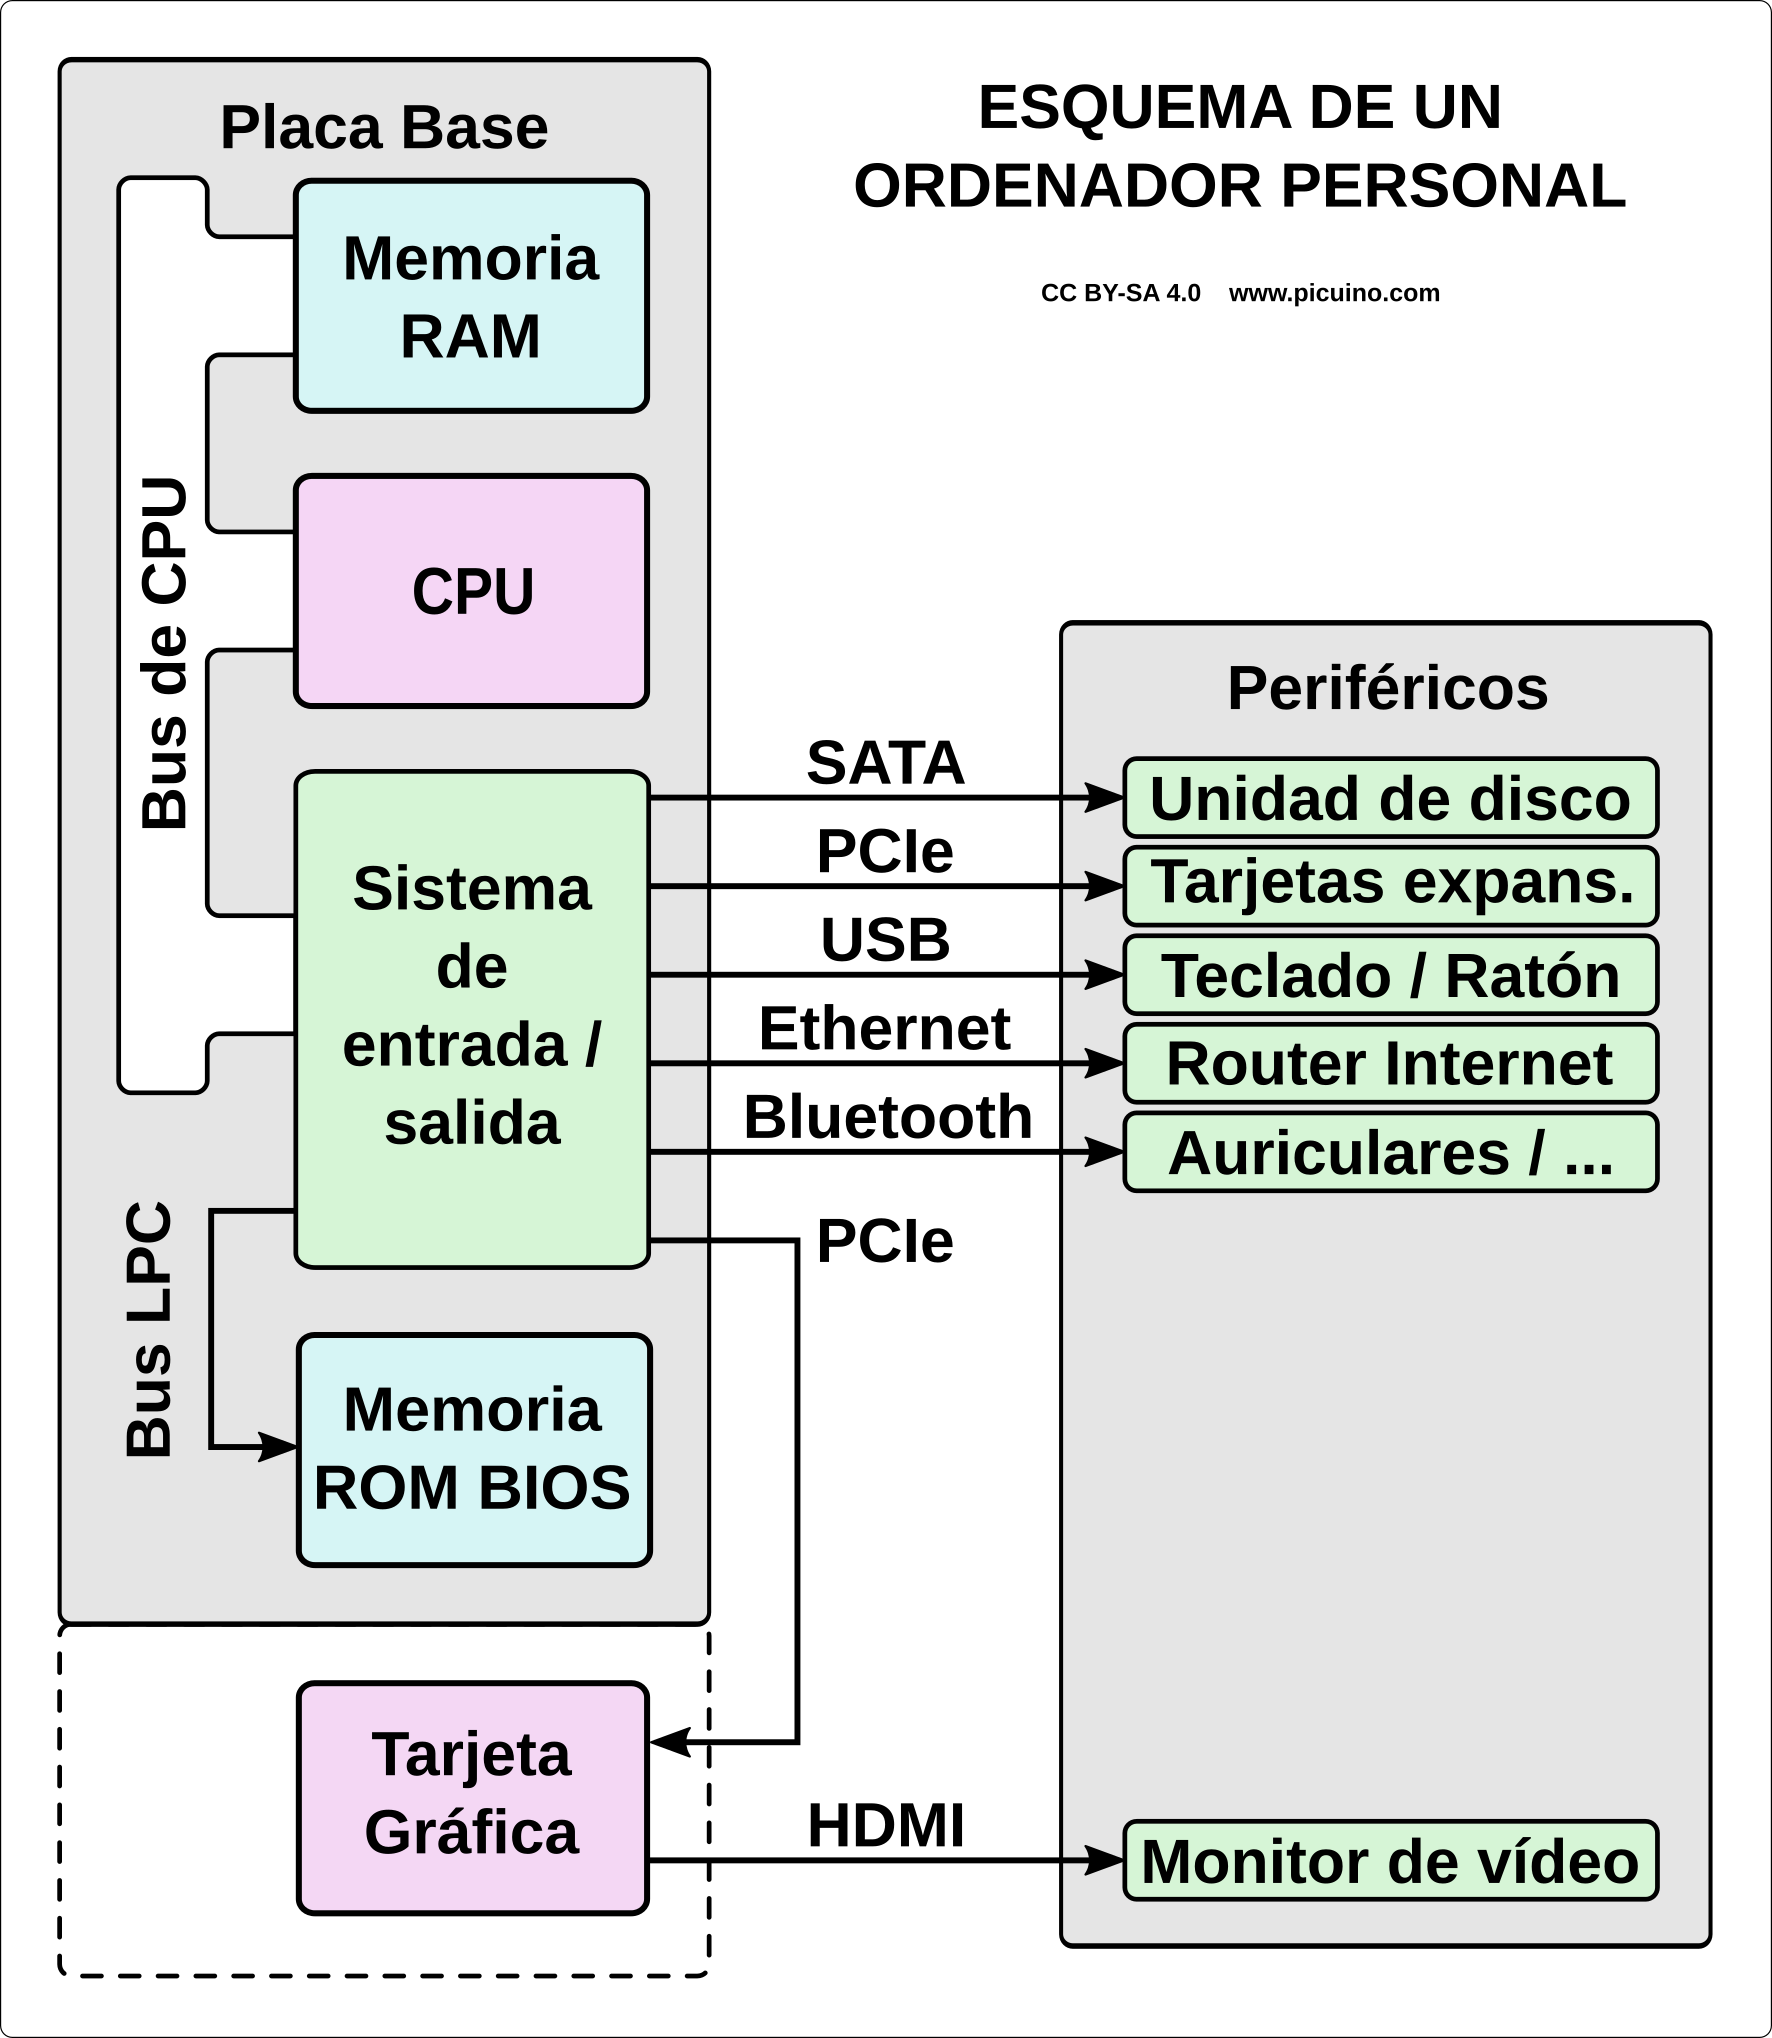 ESQUEMA DE UN
ORDENADOR PERSONAL
CC BY-SA 4.0 www.picuino.com
Placa Base
Memoria
RAM
Bus de CPU
CPU
Sistema
de
entrada /
salida
Bus LPC
Memoria
ROM BIOS
Tarjeta
Gráfica
SATA
PCIe
USB
Ethernet
Bluetooth
PCIe
HDMI
Periféricos
Unidad de disco
Tarjetas expans.
Teclado / Ratón
Router Internet
Auriculares / ...
Monitor de vídeo